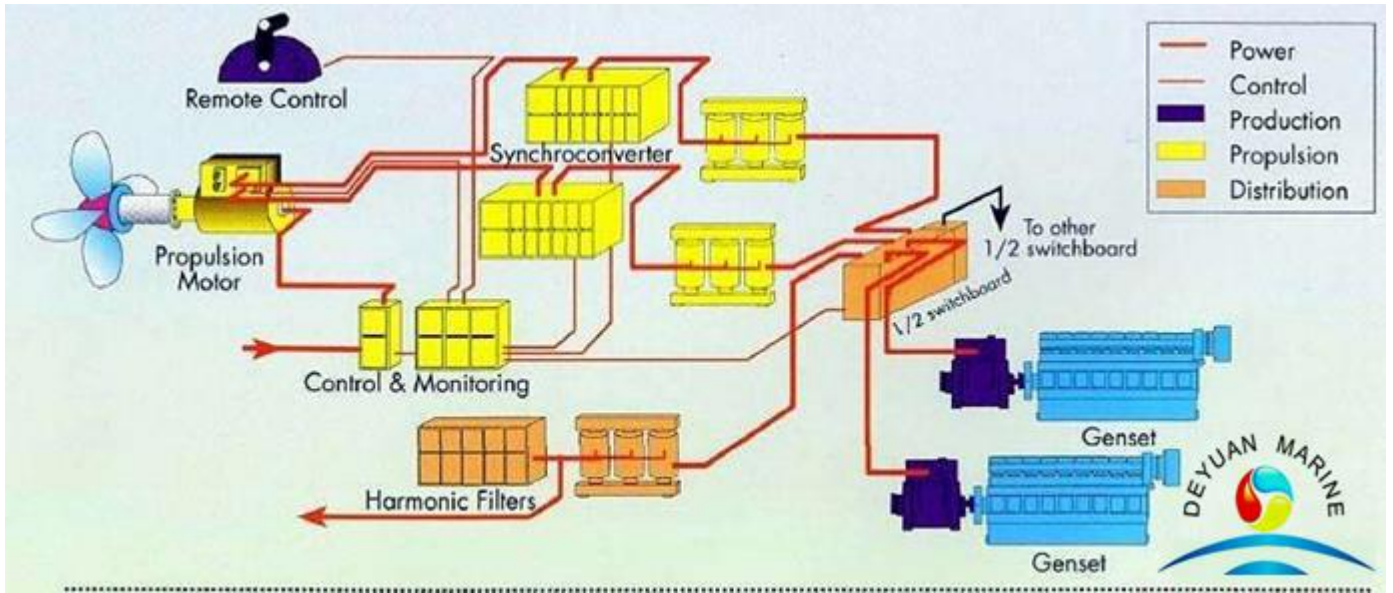 Remote Control
Synchroconverter
Propulsion
Motor
Control & Monitoring
Harmonic Filters
To other
1/2 switchboard
1/2 switchboard
Genset
Genset
Power
Control
Production
Propulsion
Distribution
DEYUAN MARINE